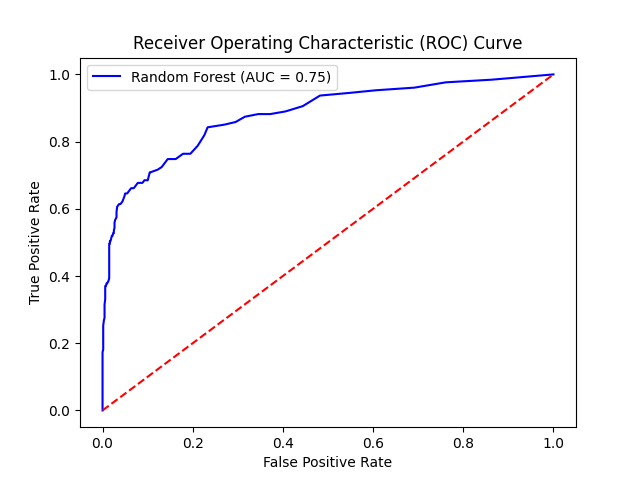 Receiver Operating Characteristic (ROC) Curve
Random Forest (AUC = 0.75)
True Positive Rate
1.0
0.8
0.6
0.4
0.2
0.0
0.0 0.2 0.4 0.6 0.8 1.0
False Positive Rate